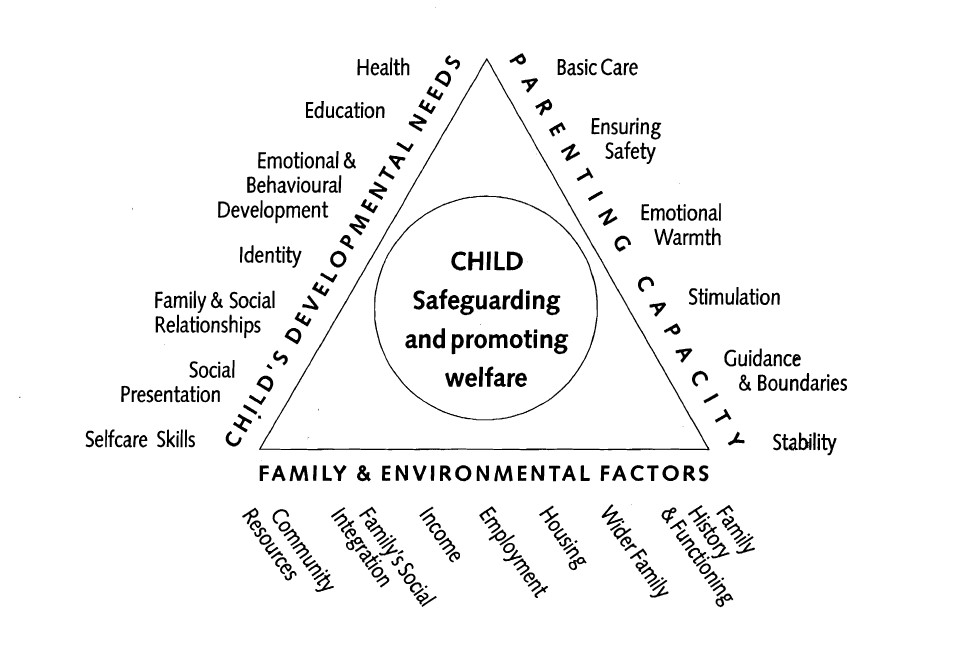 CHILD'S DEVELOPMENTAL NEEDS
Health
Education
Emotional &
Behavioural
Development
Identity
Family & Social
Relationships
Social
Presentation
Selfcare Skills
PARENTING CAPACITY
Basic Care
Ensuring
Safety
Emotional
Warmth
Stimulation
Guidance
& Boundaries
Stability
CHILD
Safeguarding
and promoting
welfare
FAMILY & ENVIRONMENTAL FACTORS
Community
Resources
Family's Social
Integration
Income
Employment
Housing
Wider Family
Family
History
& Functioning